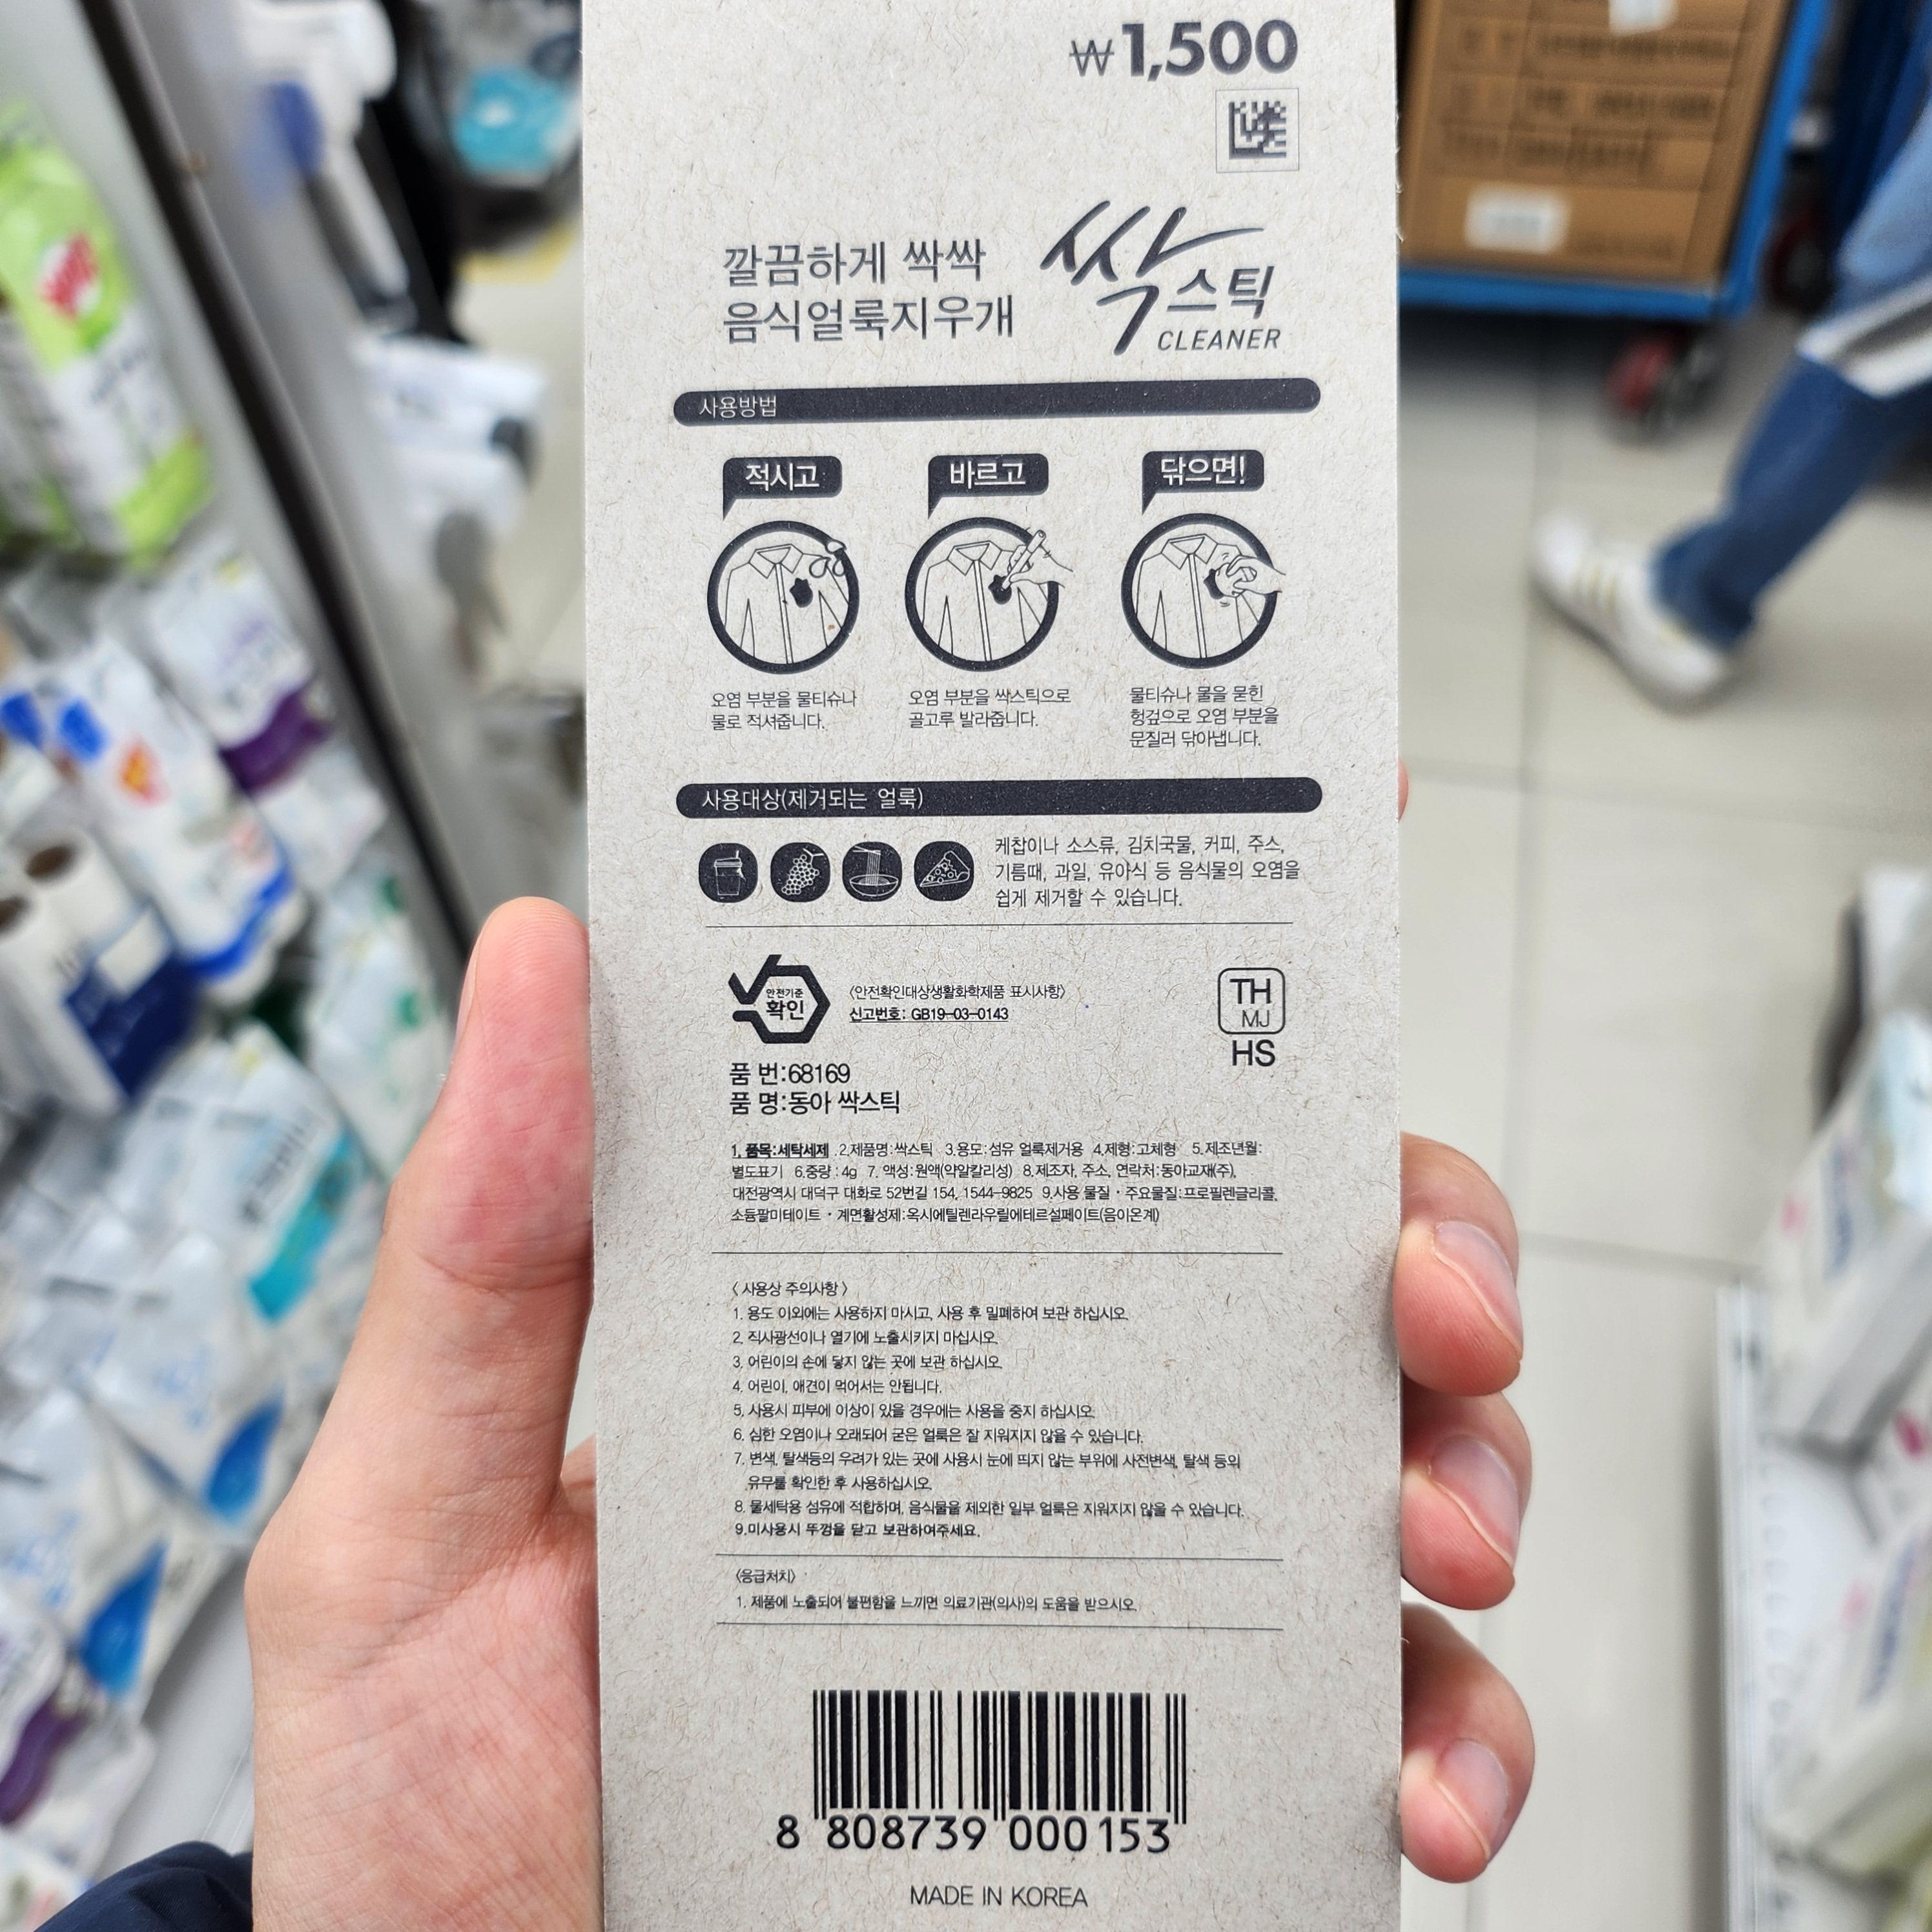 ₩1,500
깔끔하게 싹싹
음식얼룩지우개
싹스틱
CLEANER
사용방법
적시고
바르고
닦으면!
오염 부분을 물티슈나
물로 적셔줍니다.
오염 부분을 싹스틱으로
골고루 발라줍니다.
물티슈나 물을 묻힌
헝겊으로 오염 부분을
문질러 닦아냅니다.
사용대상(제거되는 얼룩)
케찹이나 소스류, 김치국물, 커피, 주스,
기름때, 과일, 유아식 등 음식물의 오염을
쉽게 제거할 수 있습니다.
안전기준
확인
〈안전확인대상생활화학제품 표시사항〉
신고번호: GB19-03-0143
TH
MJ
HS
품 번:68169
품 명:동아 싹스틱
1. 품목:세탁세제 .2.제품명:싹스틱 3.용도:섬유 얼룩제거용 4.제형:고체형 5.제조년월:
별도표기 6.중량 : 4g 7. 액성:원액(약알칼리성) 8.제조자, 주소, 연락처:동아교재(주),
대전광역시 대덕구 대화로 52번길 154, 1544-9825 9.사용 물질・주요물질:프로필렌글리콜,
소듐팔미테이트・계면활성제:옥시에틸렌라우릴에테르설페이트(음이온계)
〈 사용상 주의사항 〉
1. 용도 이외에는 사용하지 마시고, 사용 후 밀폐하여 보관 하십시오.
2. 직사광선이나 열기에 노출시키지 마십시오.
3. 어린이의 손에 닿지 않는 곳에 보관 하십시오.
4. 어린이, 애견이 먹어서는 안됩니다.
5. 사용시 피부에 이상이 있을 경우에는 사용을 중지 하십시오.
6. 심한 오염이나 오래되어 굳은 얼룩은 잘 지워지지 않을 수 있습니다.
7. 변색, 탈색등의 우려가 있는 곳에 사용시 눈에 띄지 않는 부위에 사전변색, 탈색 등의
유무를 확인한 후 사용하십시오.
8. 물세탁용 섬유에 적합하며, 음식물을 제외한 일부 얼룩은 지워지지 않을 수 있습니다.
9.미사용시 뚜껑을 닫고 보관하여주세요.
〈응급처치〉
1. 제품에 노출되어 불편함을 느끼면 의료기관(의사)의 도움을 받으시오.
8 808739 000153
MADE IN KOREA